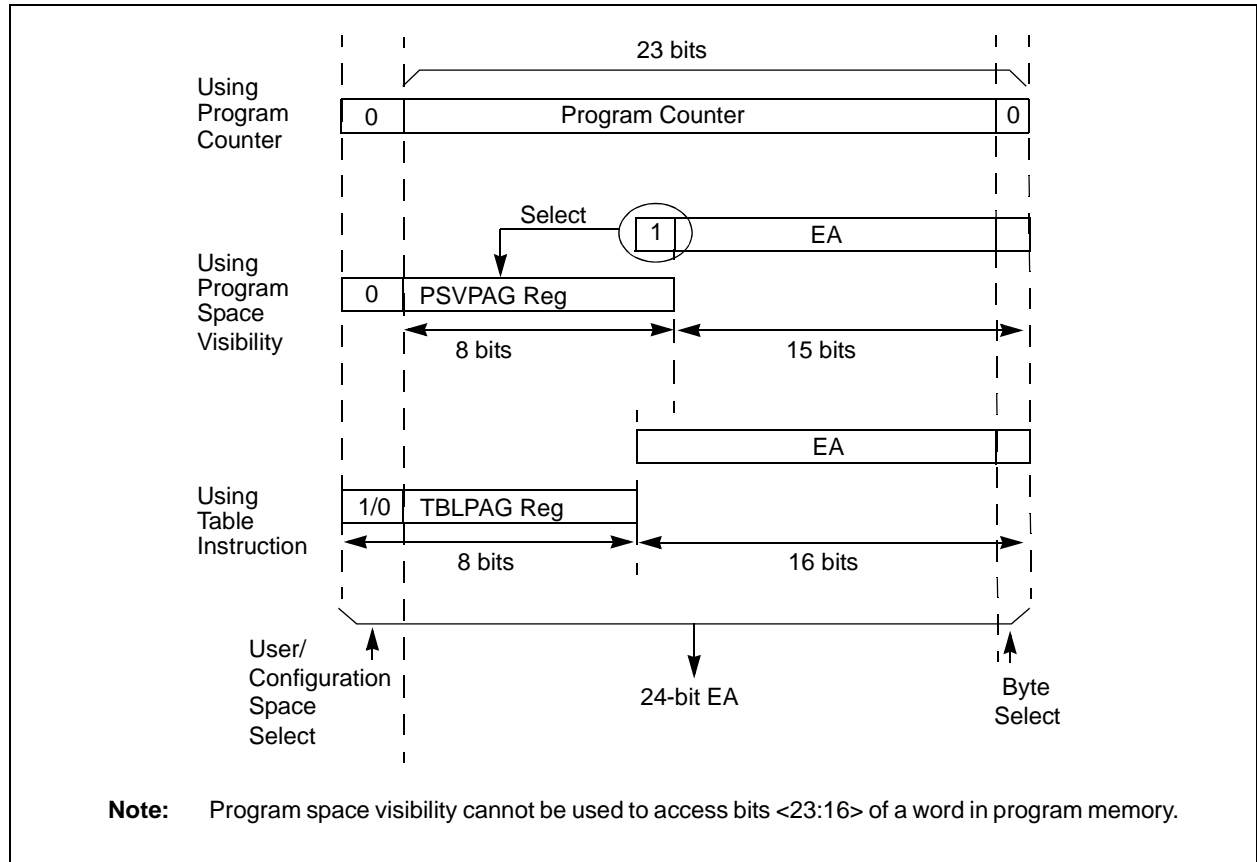 23 bits
Using
Program
Counter
0
Program Counter
0
Select
1
EA
Using
Program
Space
Visibility
0
PSVPAG Reg
8 bits
15 bits
EA
Using
Table
Instruction
1/0
TBLPAG Reg
8 bits
16 bits
User/
Configuration
Space
Select
24-bit EA
Byte
Select
Note: Program space visibility cannot be used to access bits <23:16> of a word in program memory.